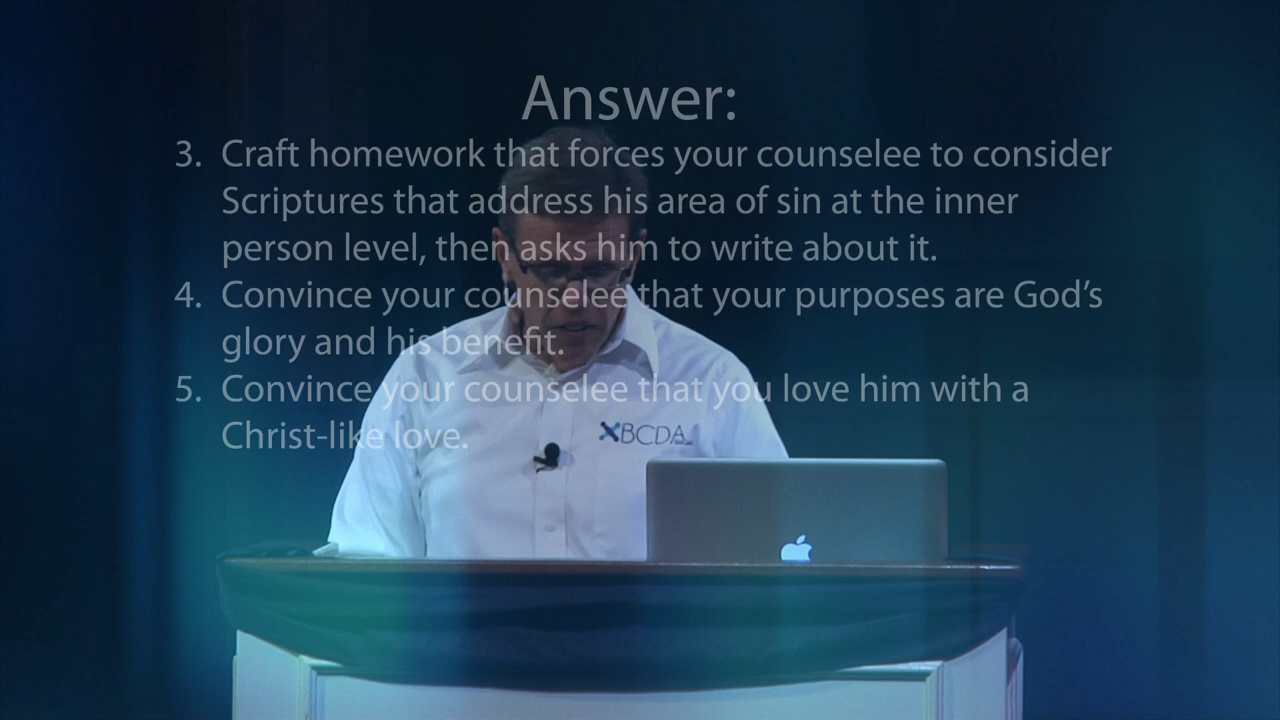 Answer:
3. Craft homework that forces your counselee to consider
Scriptures that address his area of sin at the inner
person level, then asks him to write about it.
4. Convince your counselee that your purposes are God's
glory and his benefit.
5. Convince your counselee that you love him with a
Christ-like love.
BCDA